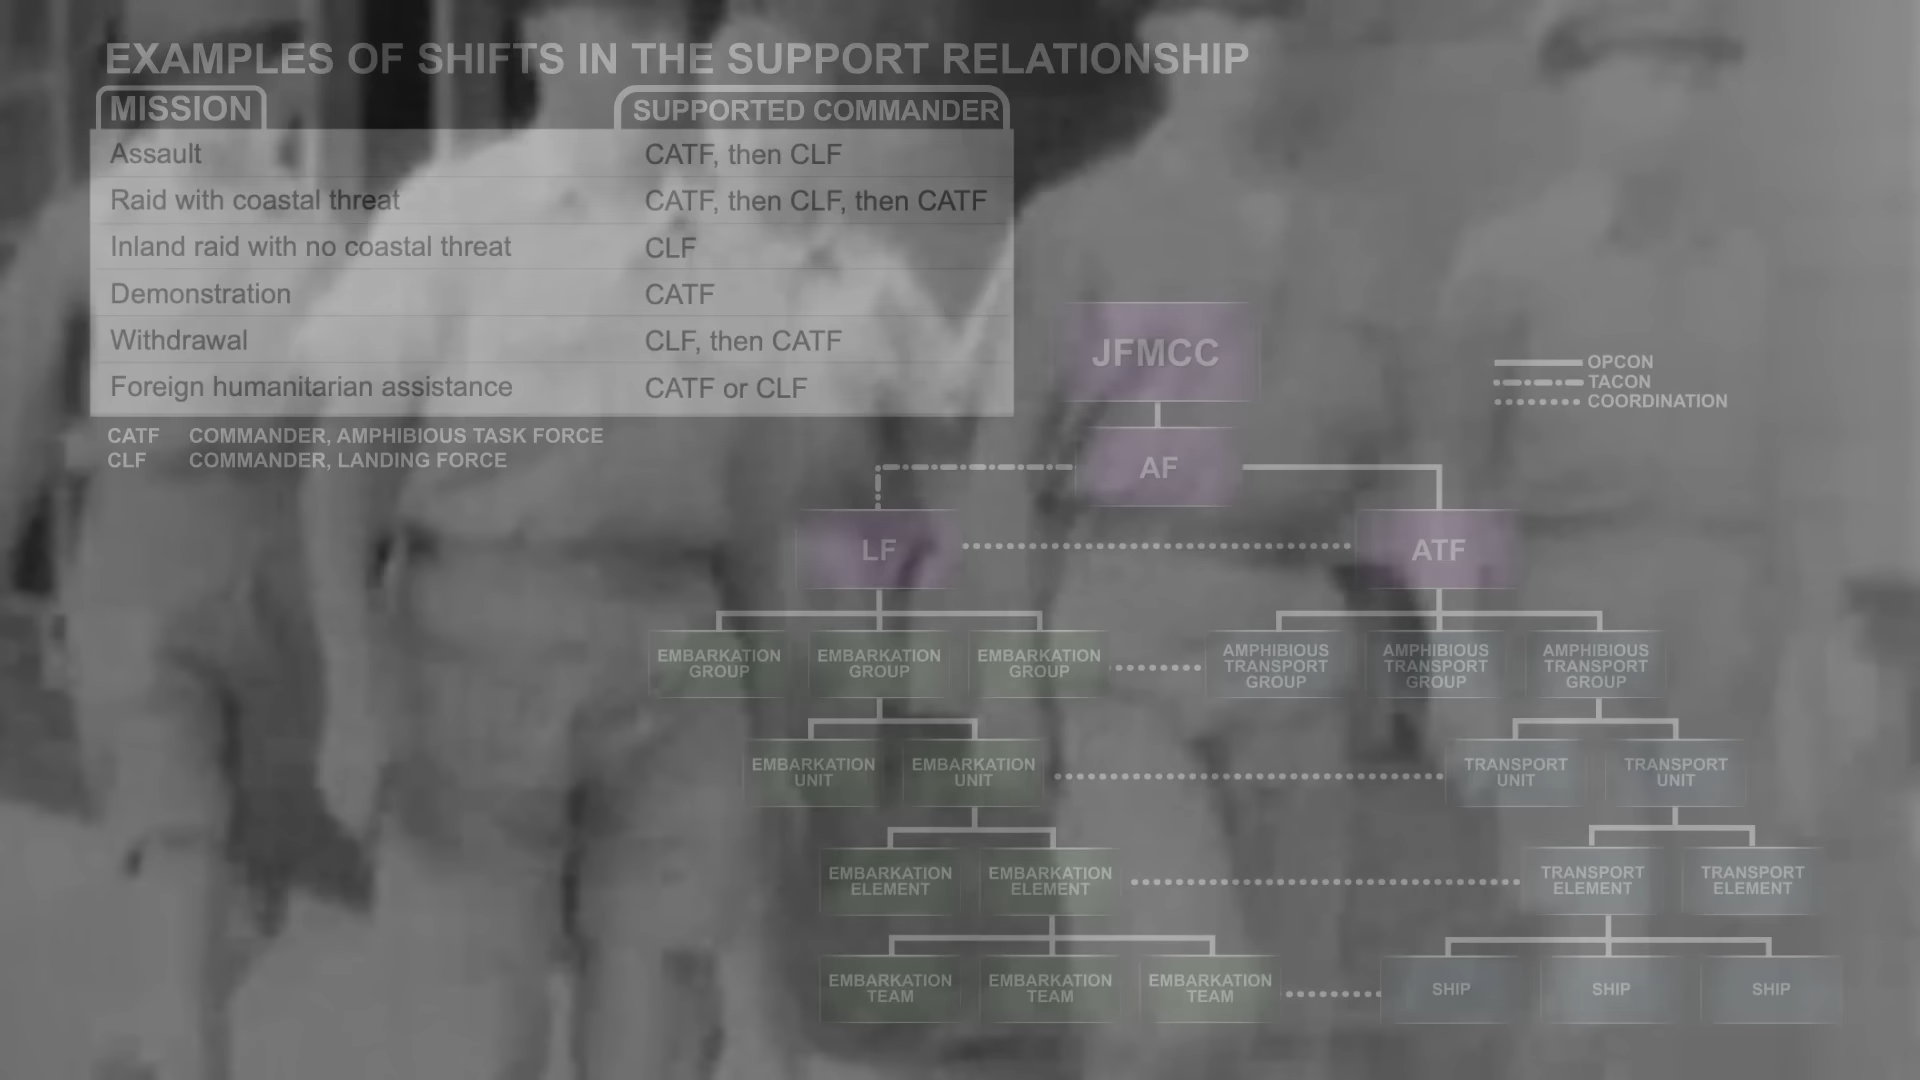 EXAMPLES OF SHIFTS IN THE SUPPORT RELATIONSHIP
MISSION SUPPORTED COMMANDER
Assault CATF, then CLF
Raid with coastal threat CATF, then CLF, then CATF
Inland raid with no coastal threat CLF
Demonstration CATF
Withdrawal CLF, then CATF
Foreign humanitarian assistance CATF or CLF
CATF COMMANDER, AMPHIBIOUS TASK FORCE
CLF COMMANDER, LANDING FORCE
JFMCC
OPCON
TACON
COORDINATION
AF
LF
ATF
EMBARKATION
GROUP
EMBARKATION
GROUP
EMBARKATION
GROUP
AMPHIBIOUS
TRANSPORT
GROUP
AMPHIBIOUS
TRANSPORT
GROUP
AMPHIBIOUS
TRANSPORT
GROUP
EMBARKATION
UNIT
EMBARKATION
UNIT
TRANSPORT
UNIT
TRANSPORT
UNIT
EMBARKATION
ELEMENT
EMBARKATION
ELEMENT
TRANSPORT
ELEMENT
TRANSPORT
ELEMENT
EMBARKATION
TEAM
EMBARKATION
TEAM
EMBARKATION
TEAM
SHIP
SHIP
SHIP